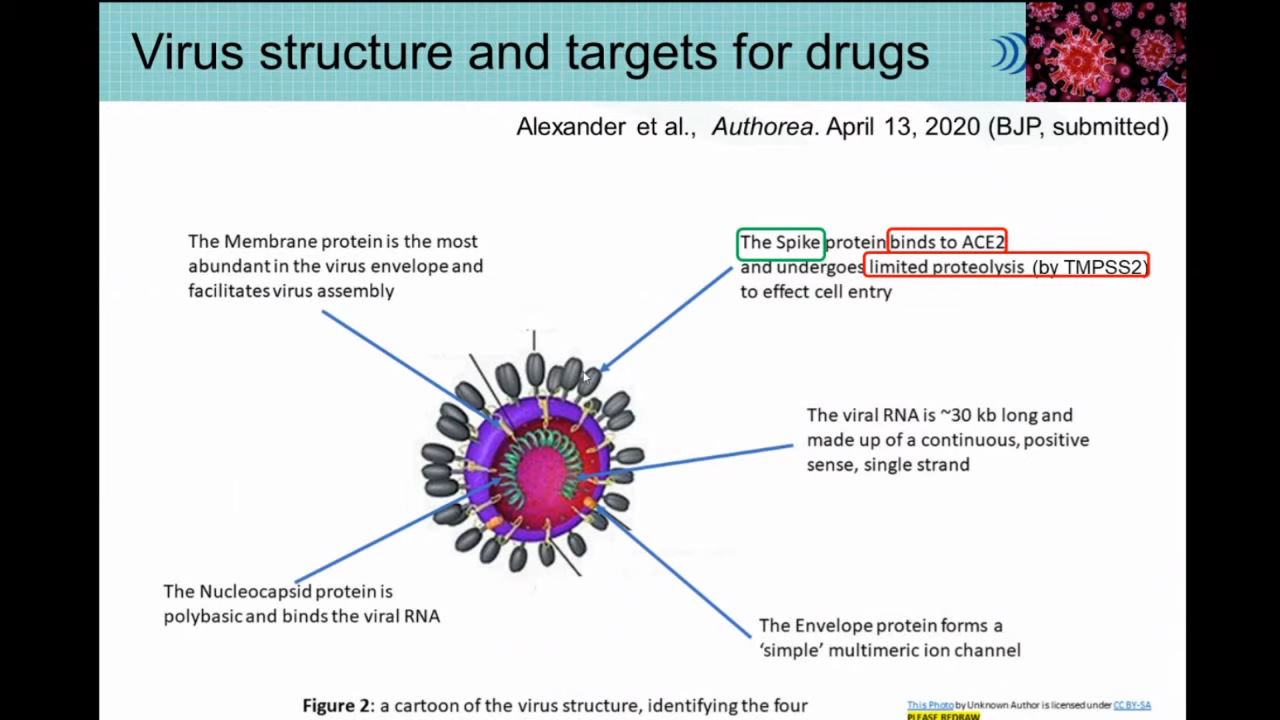 Virus structure and targets for drugs
Alexander et al., Authorea. April 13, 2020 (BJP, submitted)
The Membrane protein is the most
abundant in the virus envelope and
facilitates virus assembly
The Spike protein binds to ACE2
and undergoes limited proteolysis (by TMPSS2)
to effect cell entry
The viral RNA is ~30 kb long and
made up of a continuous, positive
sense, single strand
The Nucleocapsid protein is
polybasic and binds the viral RNA
The Envelope protein forms a
‘simple’ multimeric ion channel
Figure 2: a cartoon of the virus structure, identifying the four
This Photo by Unknown Author is licensed under CC BY-SA
PLEASE REDRAW